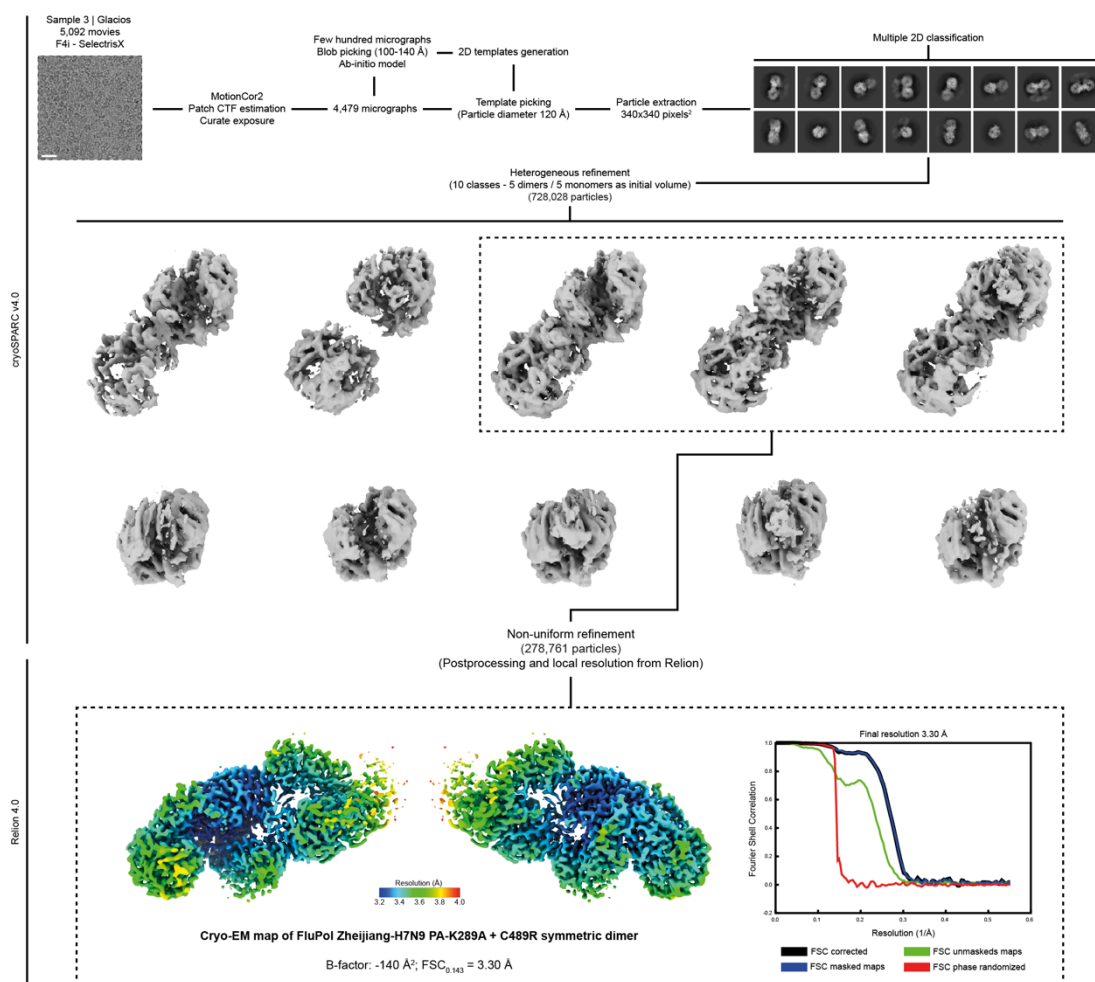 Sample 3 | Glacios
5,092 movies
F4i - SelectrisX
MotionCor2
Patch CTF estimation
Curate exposure
Few hundred micrographs
Blob picking (100-140 Å)
Ab-initio model
4,479 micrographs
2D templates generation
Template picking
(Particle diameter 120 Å)
Particle extraction
340x340 pixels²
Multiple 2D classification
Heterogeneous refinement
(10 classes - 5 dimers / 5 monomers as initial volume)
(728,028 particles)
cryoSPARC v4.0
Non-uniform refinement
(278,761 particles)
(Postprocessing and local resolution from Relion)
Relion 4.0
Resolution (Å)
3.2 3.4 3.6 3.8 4.0
Cryo-EM map of FluPol Zheijiang-H7N9 PA-K289A + C489R symmetric dimer
B-factor: -140 Å²; FSC0.143 = 3.30 Å
Final resolution 3.30 Å
Fourier Shell Correlation
1.0
0.8
0.6
0.4
0.2
0.0
-0.2
0.0 0.1 0.2 0.3 0.4 0.5 0.6
Resolution (1/Å)
FSC corrected
FSC unmaskeds maps
FSC masked maps
FSC phase randomized